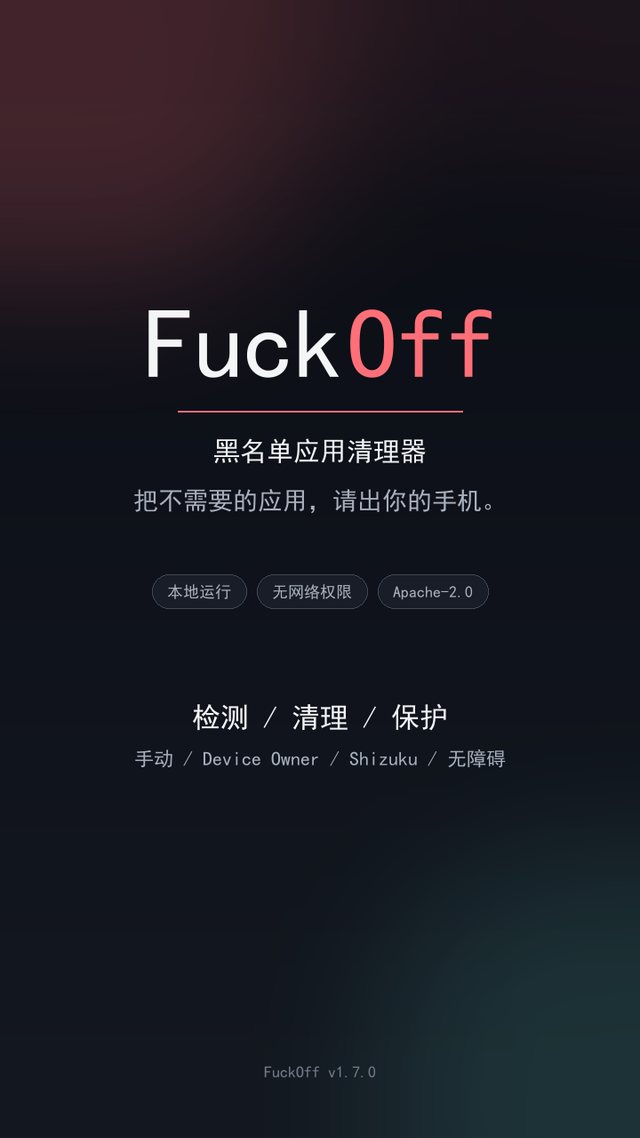 FuckOff
黑名单应用清理器
把不需要的应用，请出你的手机。
本地运行 无网络权限 Apache-2.0
检测 / 清理 / 保护
手动 / Device Owner / Shizuku / 无障碍
FuckOff v1.7.0